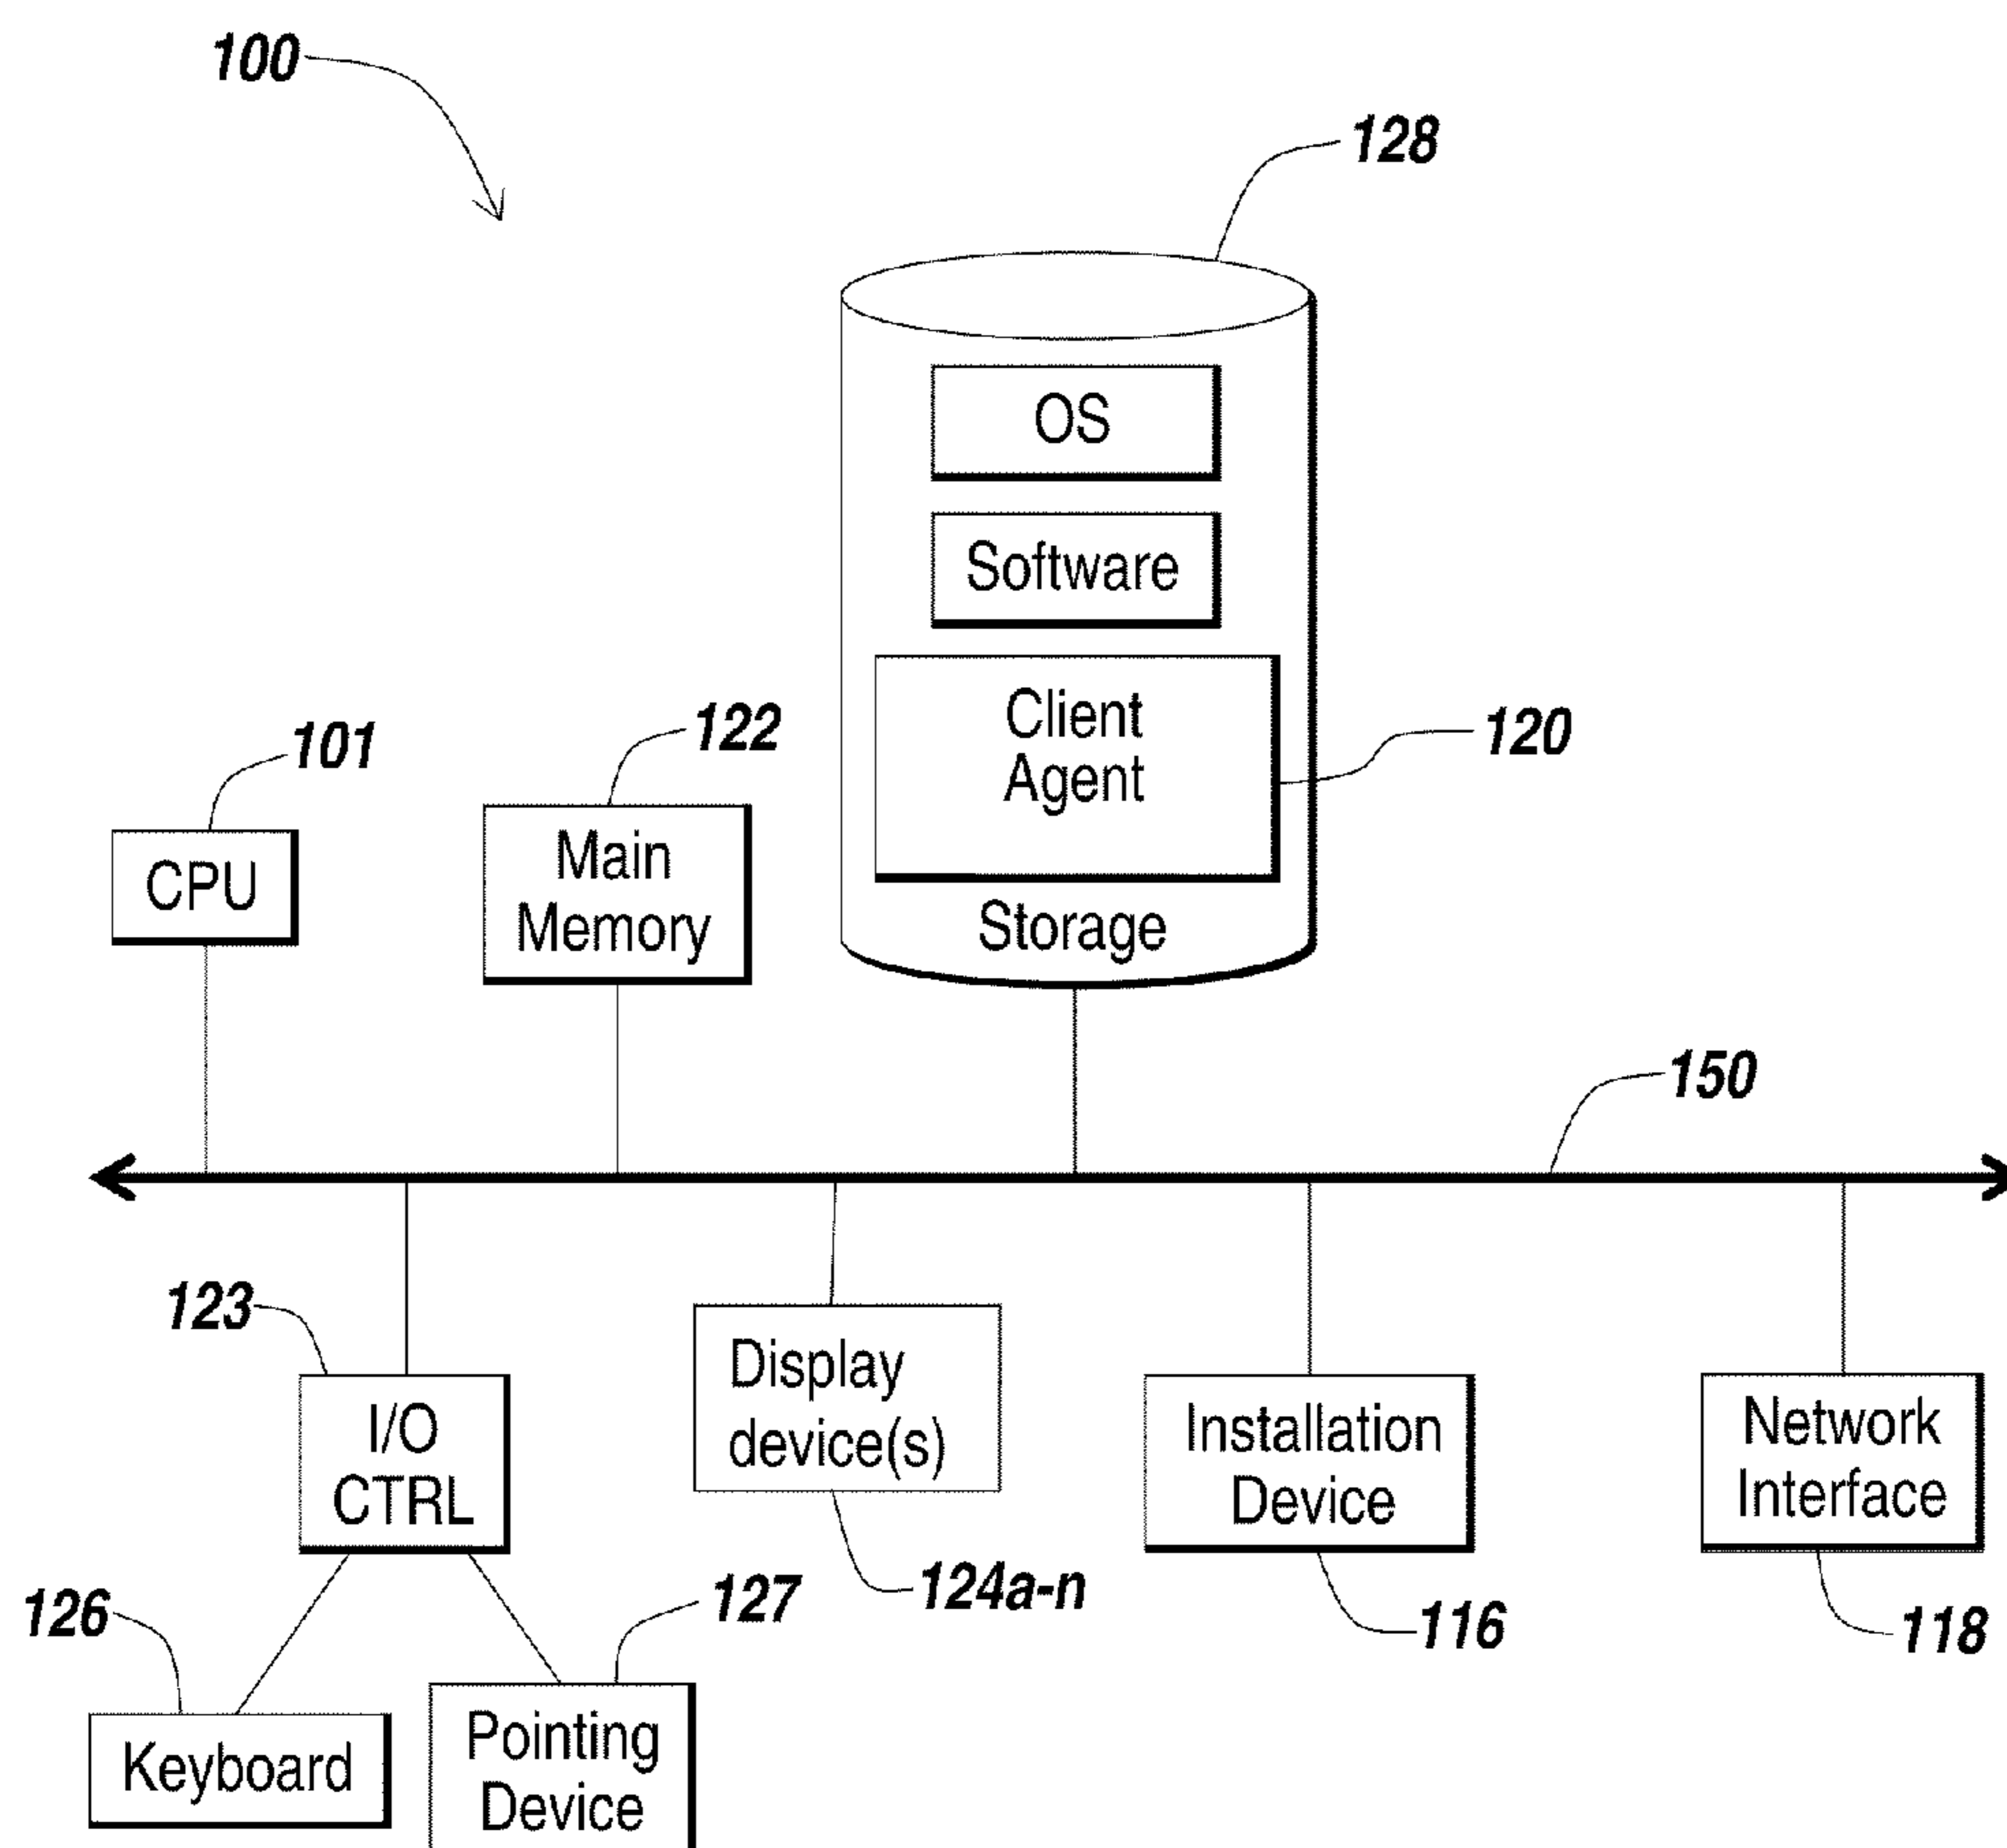 100
128
OS
Software
Client
Agent
120
Storage
101
CPU
122
Main
Memory
150
123
I/O
CTRL
Display
device(s)
124a-n
Installation
Device
116
Network
Interface
118
126
Keyboard
127
Pointing
Device